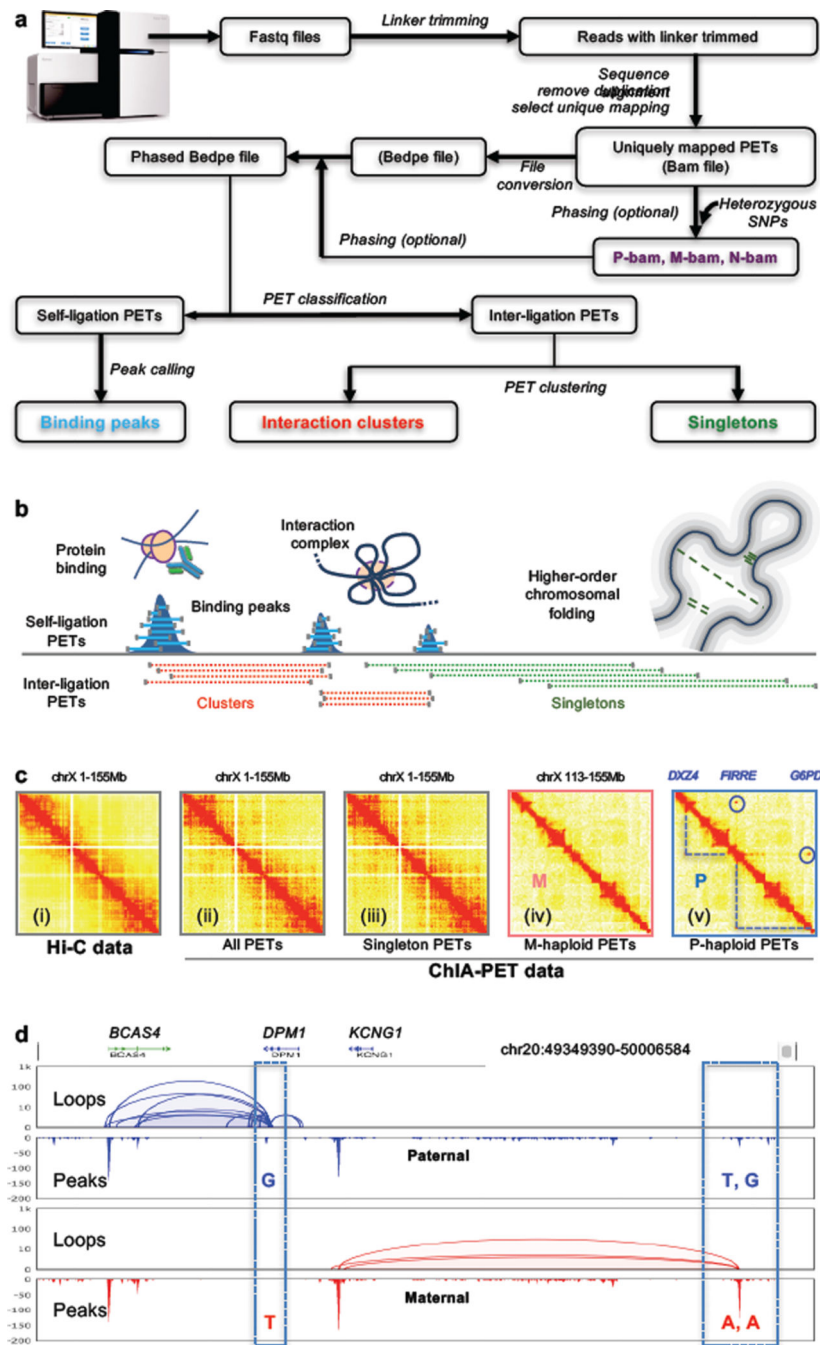 a
Fastq files
Linker trimming
Reads with linker trimmed
Sequence
alignment
remove duplication
select unique mapping
Phased Bedpe file
(Bedpe file)
File
conversion
Uniquely mapped PETs
(Bam file)
Phasing (optional)
Heterozygous
SNPs
Phasing (optional)
P-bam, M-bam, N-bam
PET classification
Self-ligation PETs
Inter-ligation PETs
Peak calling
PET clustering
Binding peaks
Interaction clusters
Singletons
b
Protein
binding
Interaction
complex
Higher-order
chromosomal
folding
Binding peaks
Self-ligation
PETs
Inter-ligation
PETs
Clusters
Singletons
c
chrX 1-155Mb
chrX 1-155Mb
chrX 1-155Mb
chrX 113-155Mb
DXZ4 FIRRE G6PD
M
P
(i)
(ii)
(iii)
(iv)
(v)
Hi-C data
All PETs
Singleton PETs
M-haploid PETs
P-haploid PETs
ChIA-PET data
d
BCAS4
DPM1
KCNG1
BCAS4
DPM1
KCNG1
chr20:49349390-50006584
1k
100
10
0
Loops
0
-50
-100
-150
-200
Peaks
Paternal
G
T, G
1k
100
10
0
Loops
0
-50
-100
-150
-200
Peaks
Maternal
T
A, A